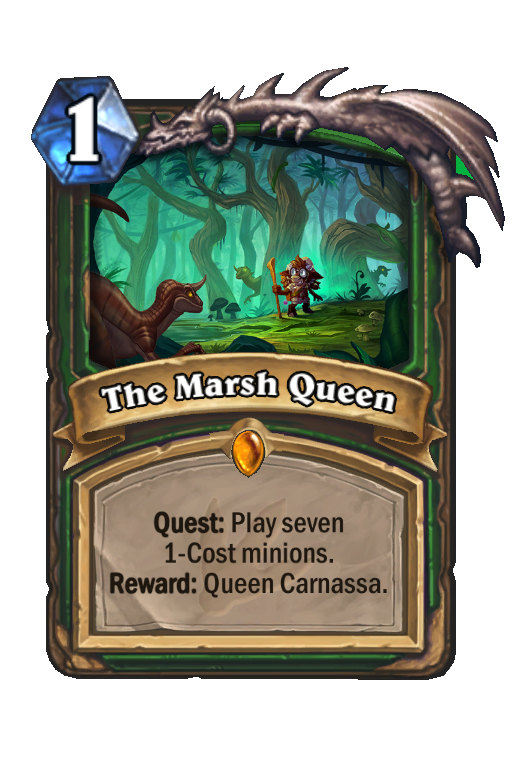 1
The Marsh Queen
Quest: Play seven
1-Cost minions.
Reward: Queen Carnassa.